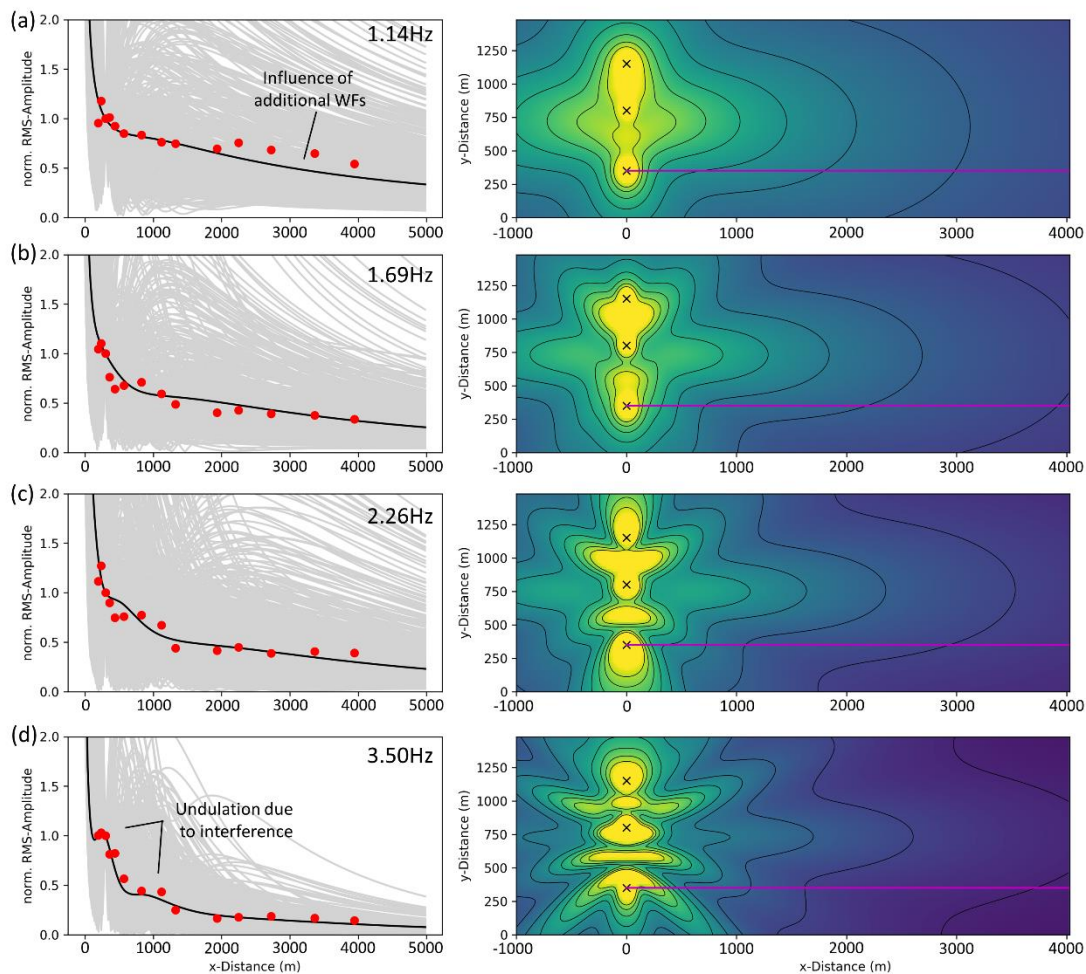 (a)
2.0
1.5
1.0
0.5
0.0
norm. RMS-Amplitude
1.14Hz
Influence of
additional WFs
0 1000 2000 3000 4000 5000
1250
1000
750
500
250
0
y-Distance (m)
-1000 0 1000 2000 3000 4000
(b)
2.0
1.5
1.0
0.5
0.0
norm. RMS-Amplitude
1.69Hz
0 1000 2000 3000 4000 5000
1250
1000
750
500
250
0
y-Distance (m)
-1000 0 1000 2000 3000 4000
(c)
2.0
1.5
1.0
0.5
0.0
norm. RMS-Amplitude
2.26Hz
0 1000 2000 3000 4000 5000
1250
1000
750
500
250
0
y-Distance (m)
-1000 0 1000 2000 3000 4000
(d)
2.0
1.5
1.0
0.5
0.0
norm. RMS-Amplitude
3.50Hz
Undulation due
to interference
0 1000 2000 3000 4000 5000
x-Distance (m)
1250
1000
750
500
250
0
y-Distance (m)
-1000 0 1000 2000 3000 4000
x-Distance (m)